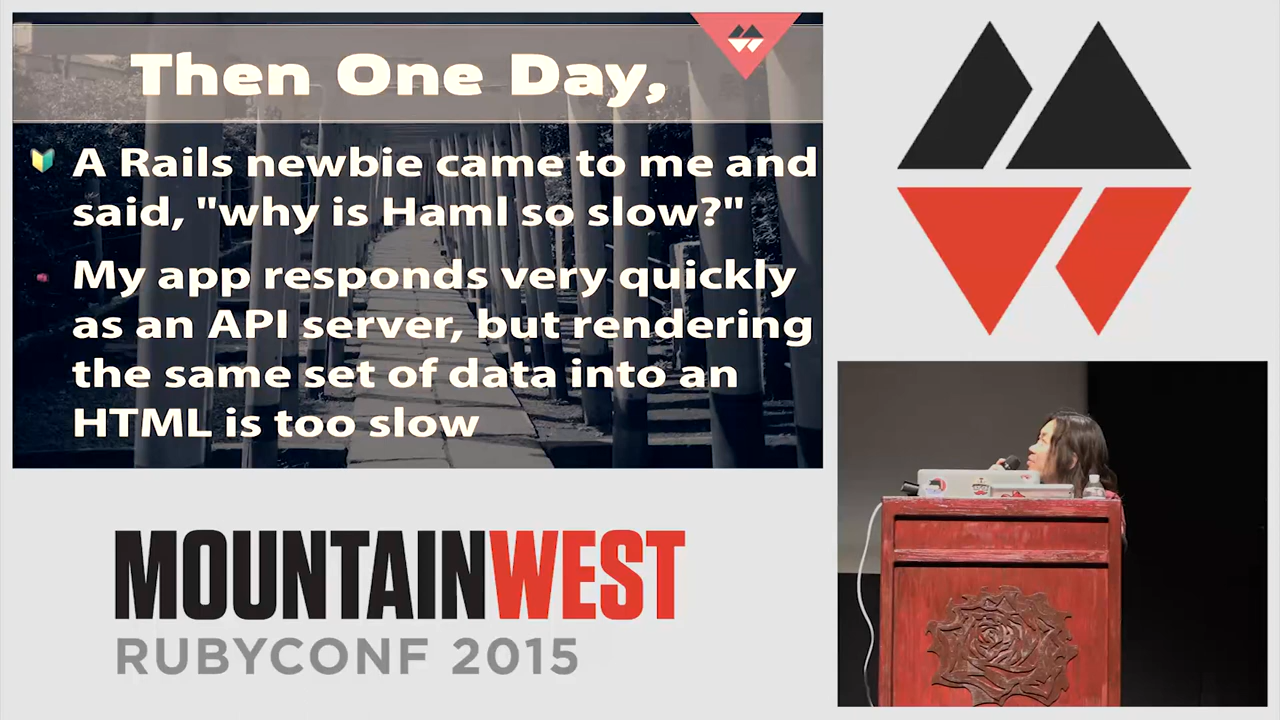 Then One Day,
A Rails newbie came to me and
said, "why is Haml so slow?"
My app responds very quickly
as an API server, but rendering
the same set of data into an
HTML is too slow
MOUNTAINWEST
RUBYCONF 2015